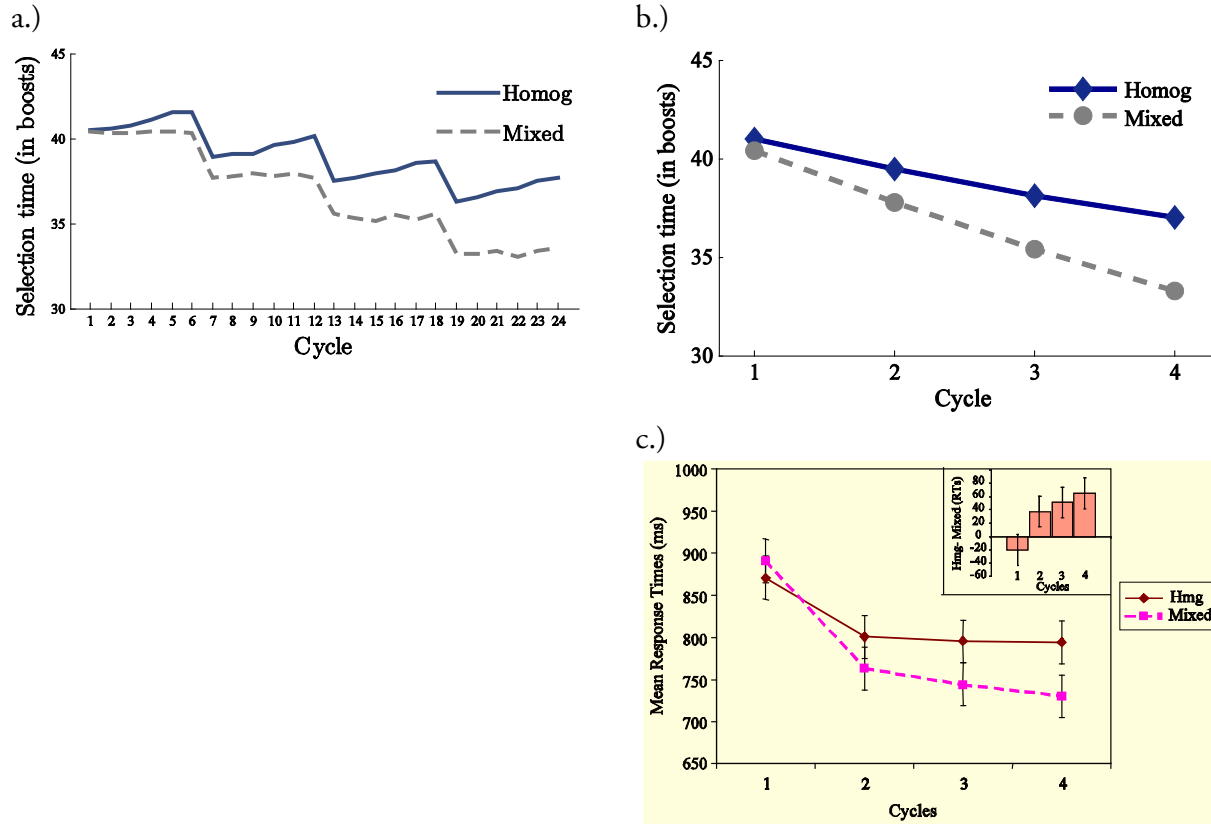 a.)
Selection time (in boosts)
45
40
35
30
Homog
Mixed
1 2 3 4 5 6 7 8 9 10 11 12 13 14 15 16 17 18 19 20 21 22 23 24
Cycle
b.)
Selection time (in boosts)
45
40
35
30
Homog
Mixed
1 2 3 4
Cycle
c.)
Mean Response Times (ms)
1000
950
900
850
800
750
700
650
1 2 3 4
Cycles
Hmg- Mixed (RTs)
80
60
40
20
0
-20
-40
-60
1 2 3 4
Cycles
Hmg
Mixed